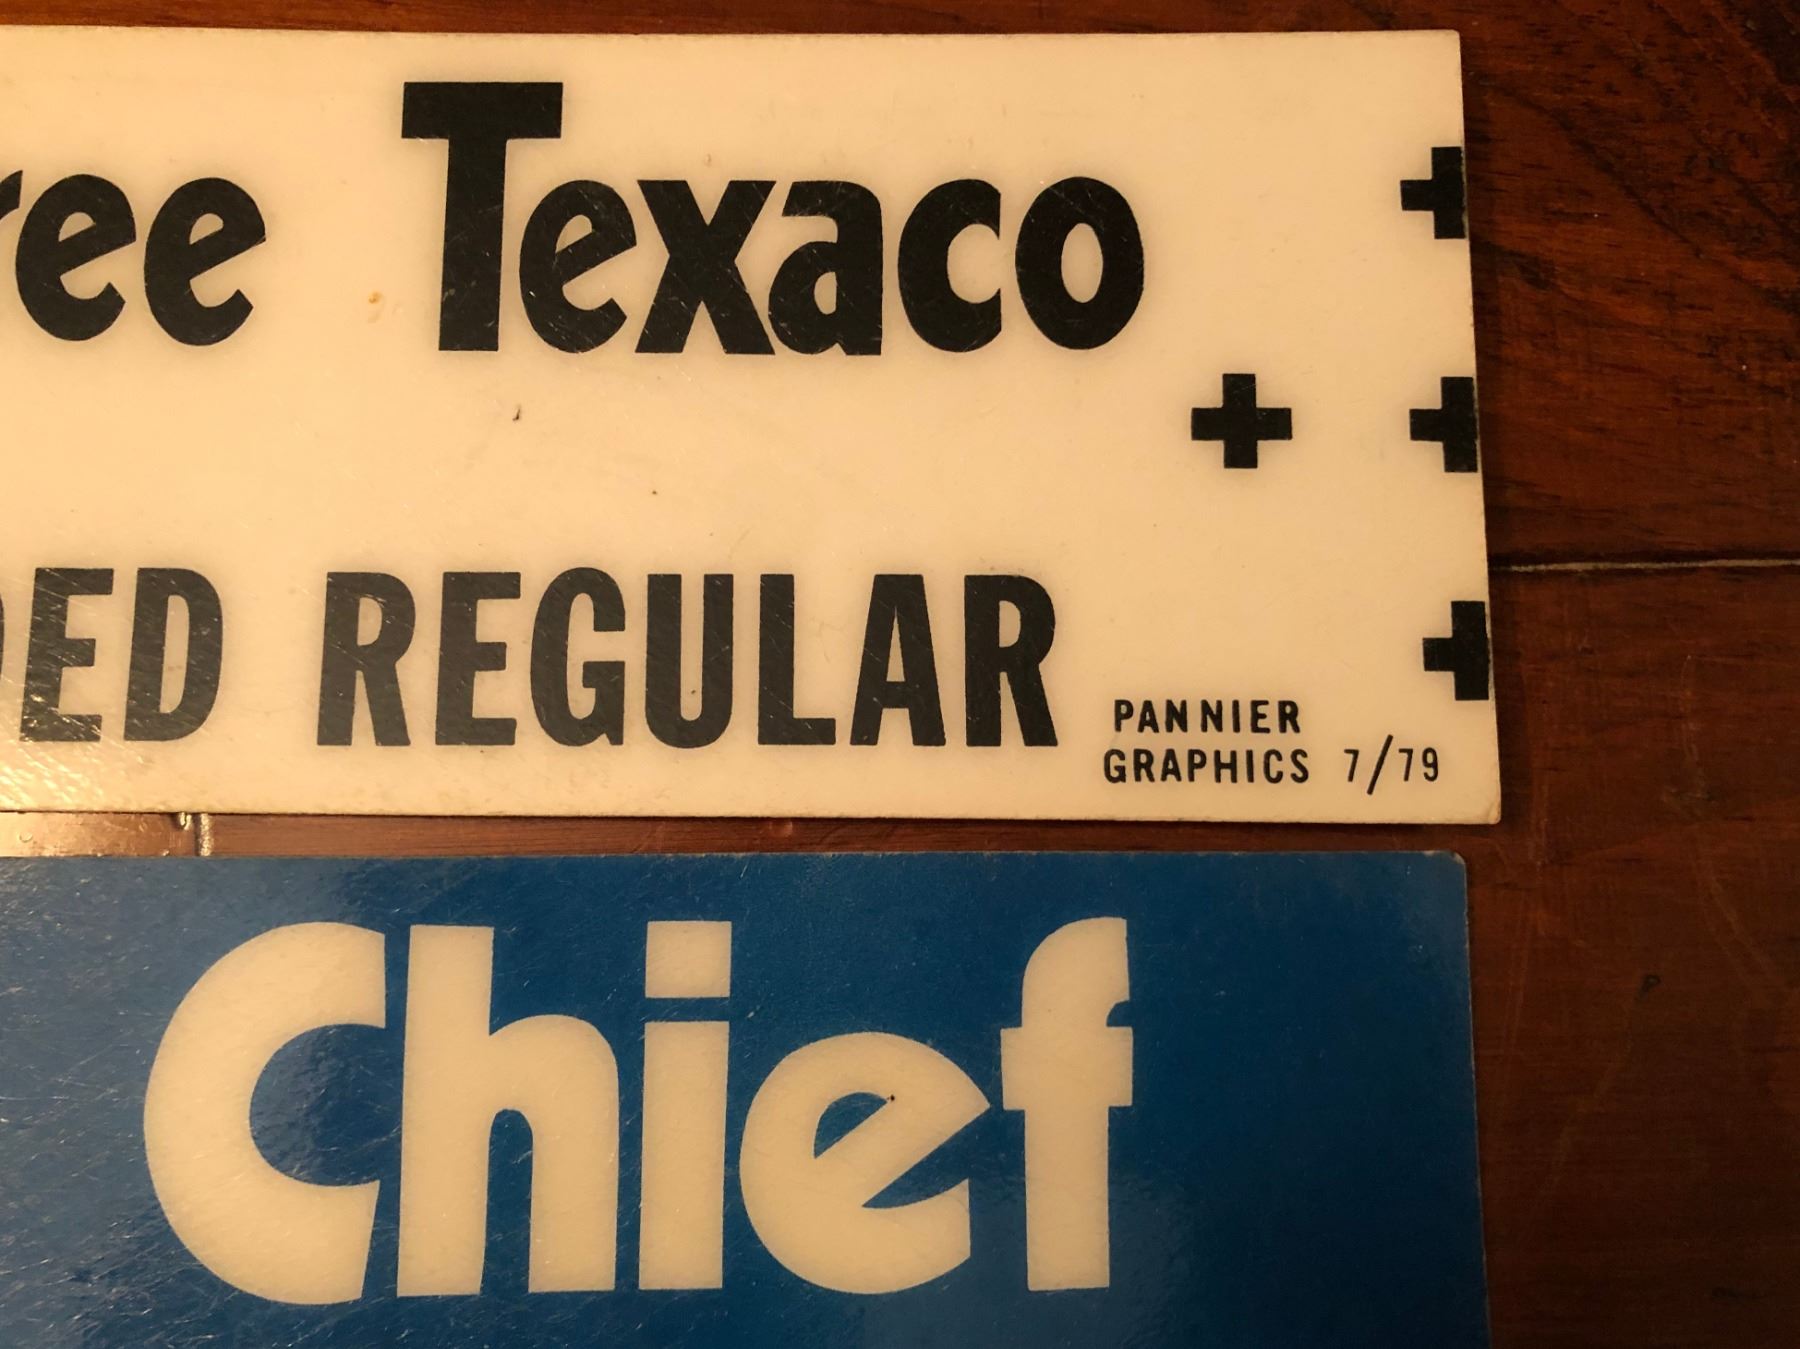 ree Texaco
DED REGULAR
PANNIER
GRAPHICS 7/79
Chief